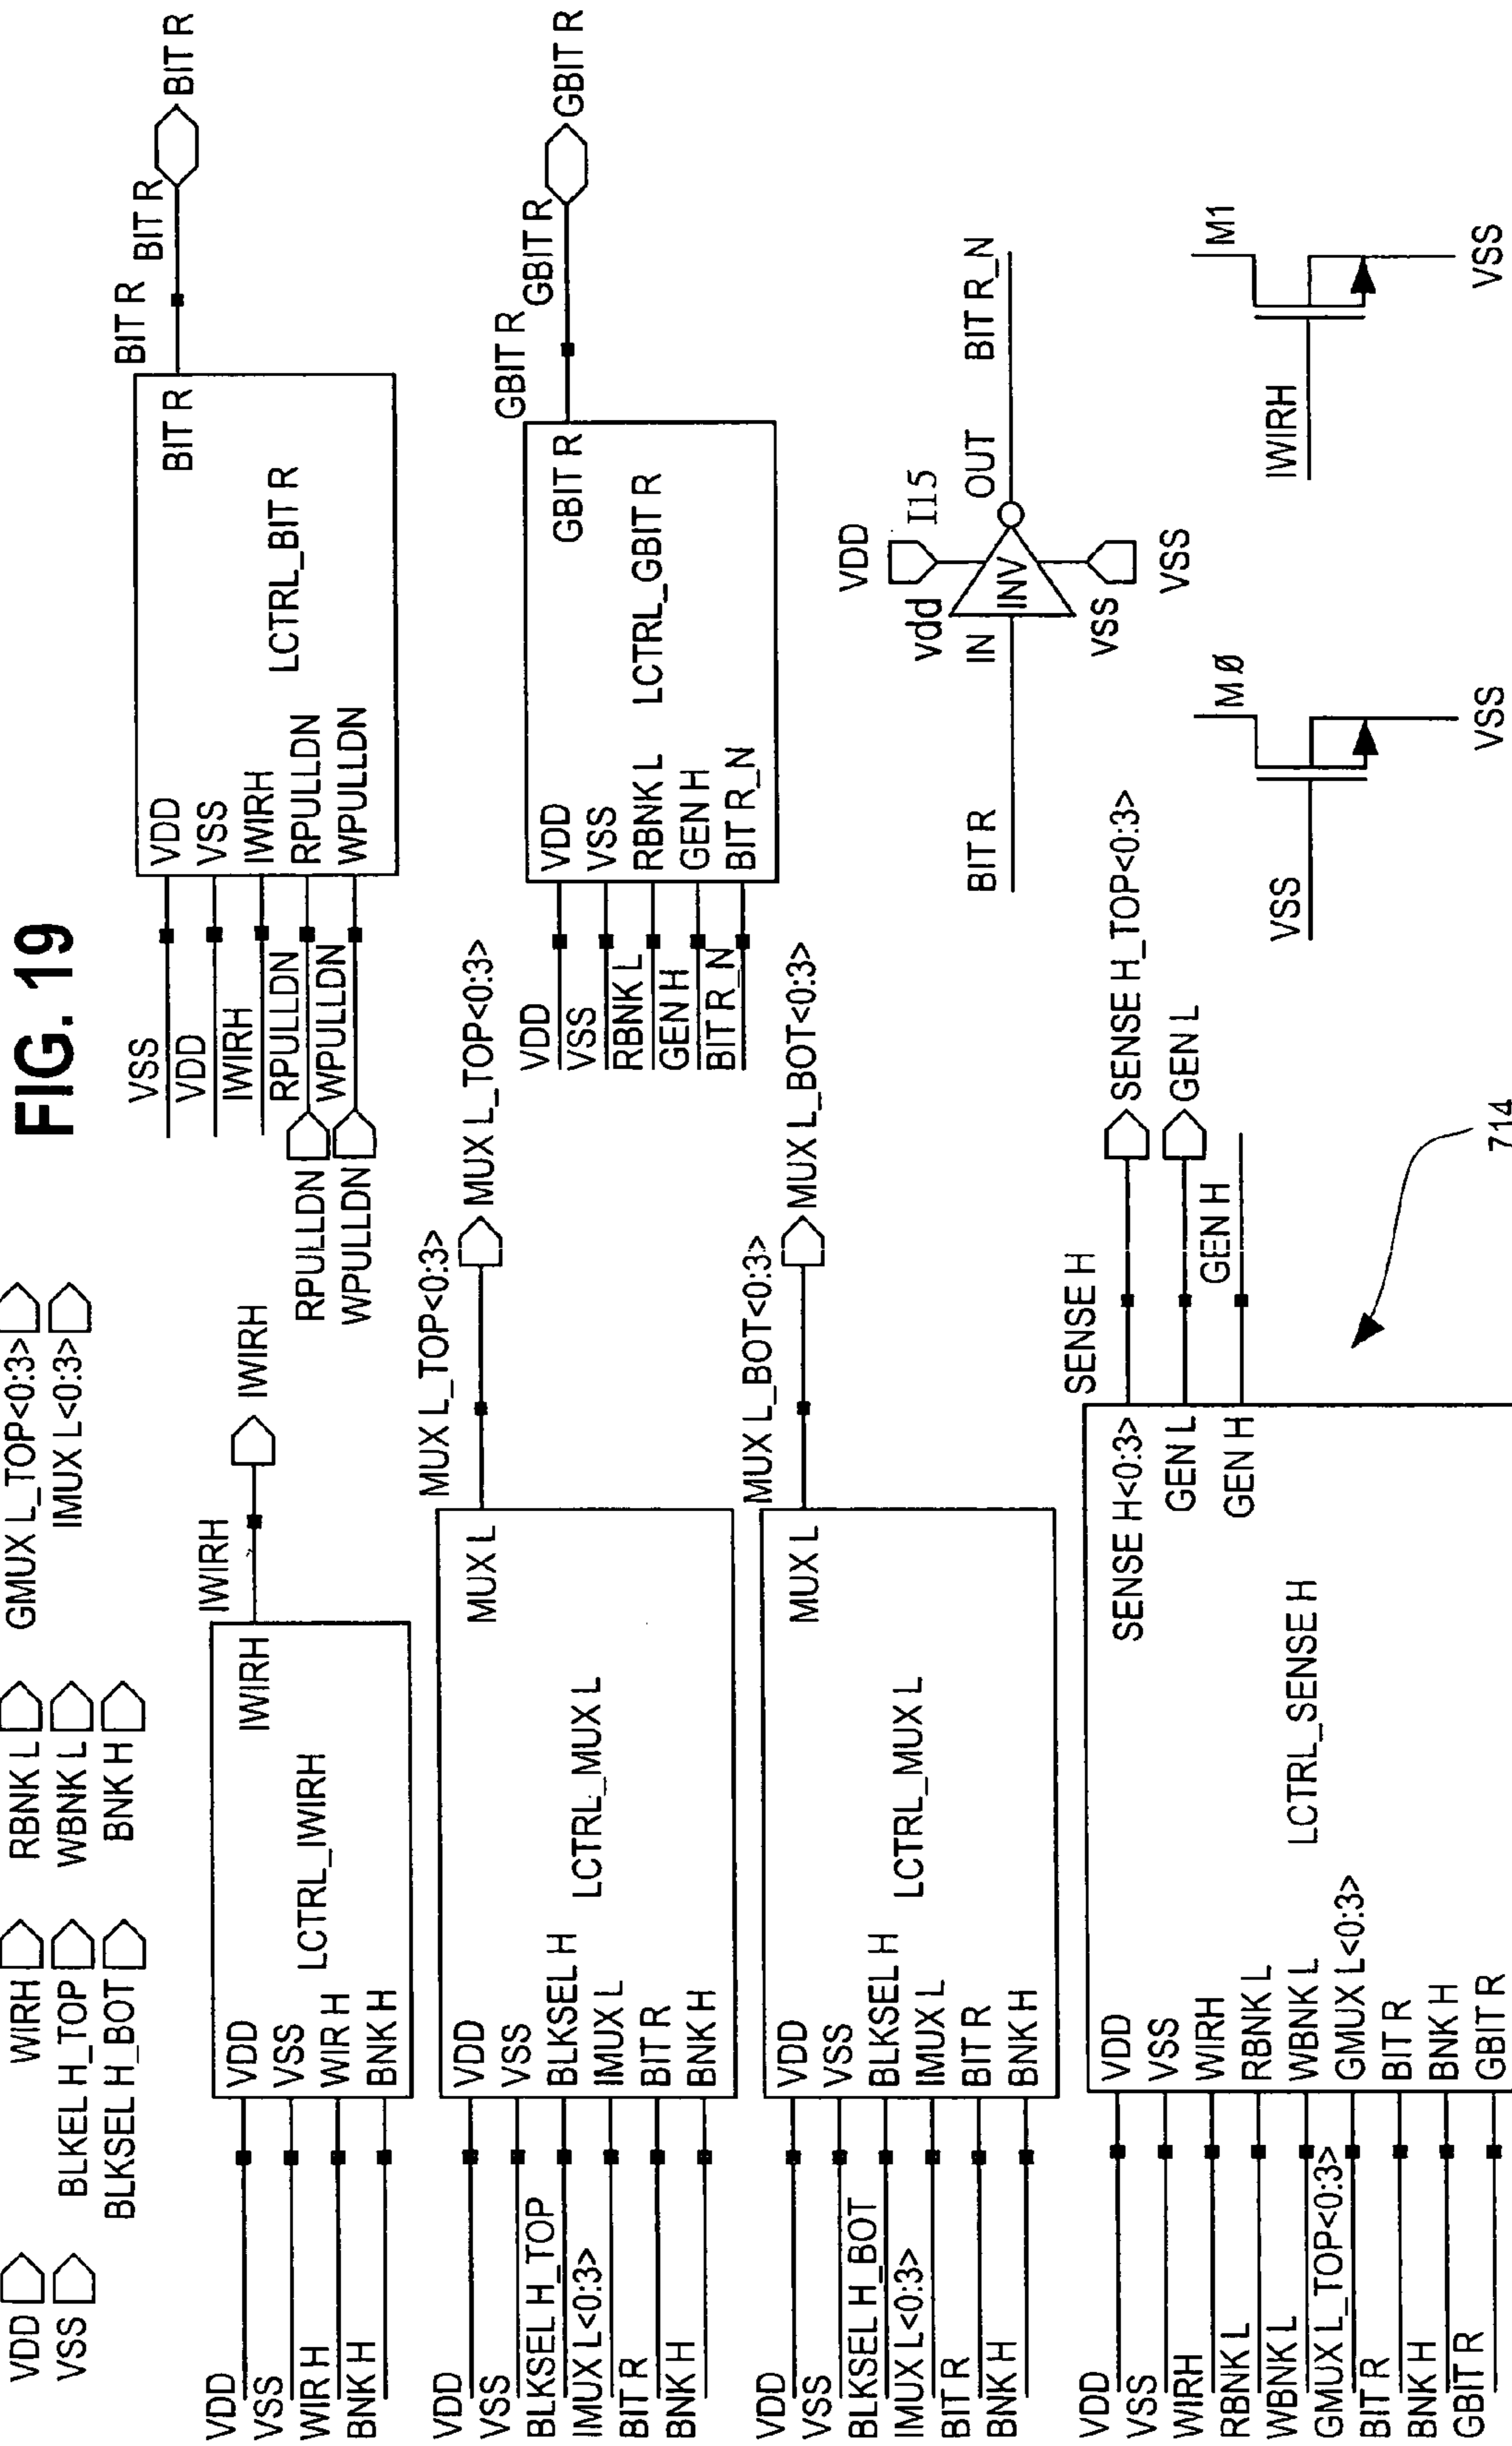 FIG. 19
VDD
VSS
WIRH
BLKEL H_TOP
BLKSEL H_BOT
RBNK L
WBNK L
BNK H
GMUX L_TOP<0:3>
IMUX L<0:3>
VDD
VSS
WIR H
BNK H
VDD
VSS
WIR H
BNK H
LCTRL_IWIRH
IWIRH
IWIRH
IWIRH
VSS
VDD
IWIRH
RPULLDN
WPULLDN
RPULLDN
WPULLDN
VDD
VSS
IWIRH
RPULLDN
WPULLDN
LCTRL_BIT R
BIT R
BIT R
BIT R
BIT R
VDD
VSS
BLKSEL H_TOP
IMUX L<0:3>
BIT R
BNK H
VDD
VSS
BLKSEL H
IMUX L
BIT R
BNK H
LCTRL_MUX L
MUX L
MUX L_TOP<0:3>
MUX L_TOP<0:3>
VDD
VSS
RBNK L
GEN H
BIT R_N
VDD
VSS
RBNK L
GEN H
BIT R_N
LCTRL_GBIT R
GBIT R
GBIT R
GBIT R
GBIT R
VDD
VSS
BLKSEL H_BOT
IMUX L<0:3>
BIT R
BNK H
VDD
VSS
BLKSEL H
IMUX L
BIT R
BNK H
LCTRL_MUX L
MUX L
MUX L_BOT<0:3>
MUX L_BOT<0:3>
BIT R
IN
VDD
vdd
I15
INV
VSS
VSS
OUT
BIT R_N
VDD
VSS
WIRH
RBNK L
WBNK L
GMUX L_TOP<0:3>
BIT R
BNK H
GBIT R
VDD
VSS
WIRH
RBNK L
WBNK L
GMUX L<0:3>
BIT R
BNK H
GBIT R
LCTRL_SENSE H
SENSE H<0:3>
GEN L
GEN H
SENSE H
SENSE H_TOP<0:3>
GEN L
GEN H
714
VSS
MØ
VSS
IWIRH
M1
VSS